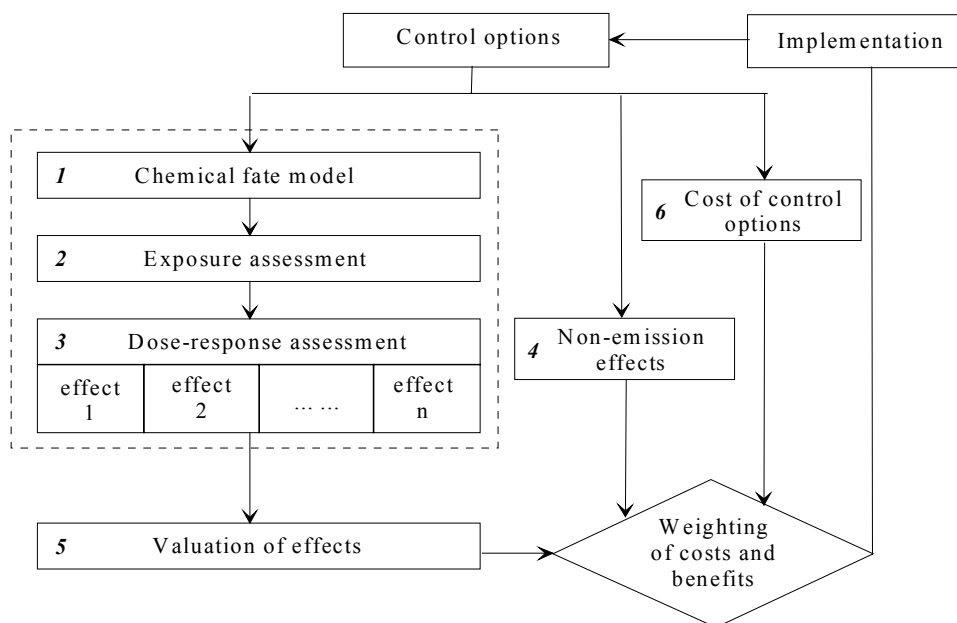 Control options
Implementation
1 Chemical fate model
6 Cost of control
options
2 Exposure assessment
3 Dose-response assessment
4 Non-emission
effects
effect
1
effect
2
... ...
effect
n
5 Valuation of effects
Weighting
of costs and
benefits